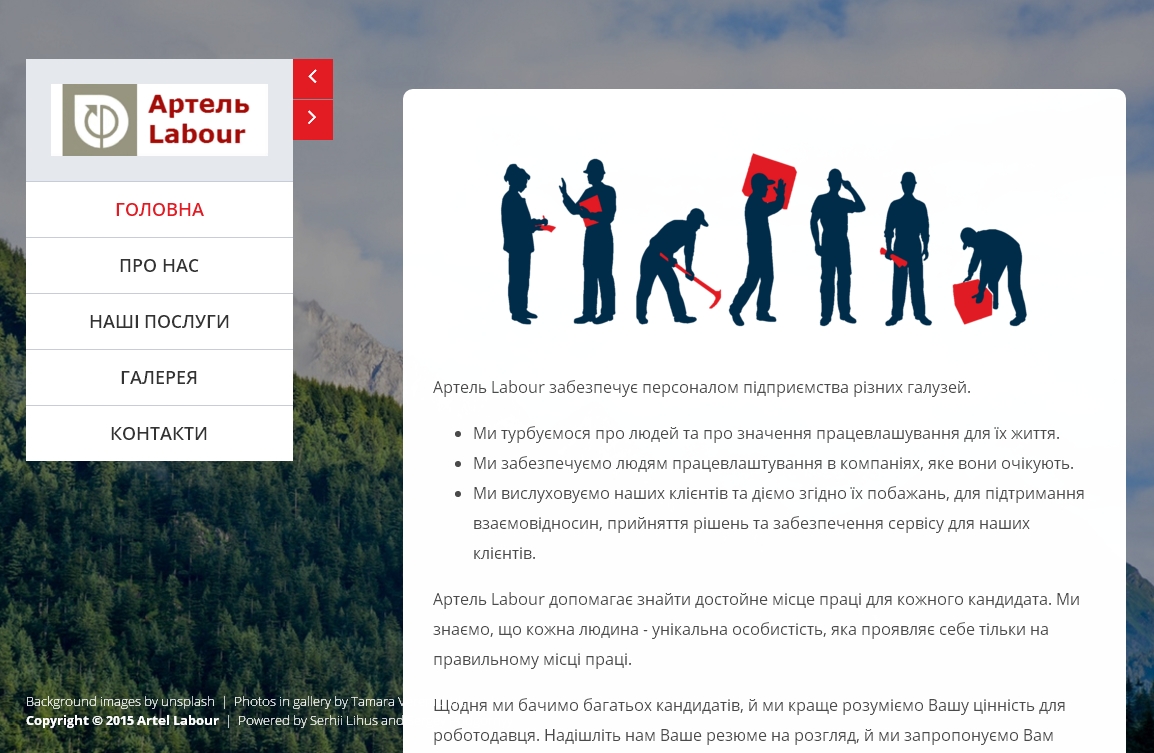 Артель
Labour
ГОЛОВНА
ПРО НАС
НАШІ ПОСЛУГИ
ГАЛЕРЕЯ
КОНТАКТИ
Артель Labour забезпечує персоналом підприємства різних галузей.
Ми турбуємося про людей та про значення працевлашування для їх життя.
Ми забезпечуємо людям працевлаштування в компаніях, яке вони очікують.
Ми вислуховуємо наших клієнтів та діємо згідно їх побажань, для підтримання
взаємовідносин, прийняття рішень та забезпечення сервісу для наших
клієнтів.
Артель Labour допомагає знайти достойне місце праці для кожного кандидата. Ми
знаємо, що кожна людина - унікальна особистість, яка проявляє себе тільки на
правильному місці праці.
Щодня ми бачимо багатьох кандидатів, й ми краще розуміємо Вашу цінність для
роботодавця. Надішліть нам Ваше резюме на розгляд, й ми запропонуємо Вам
Background images by unsplash | Photos in gallery by Tamara
Copyright © 2015 Artel Labour | Powered by Serhii Lihus and